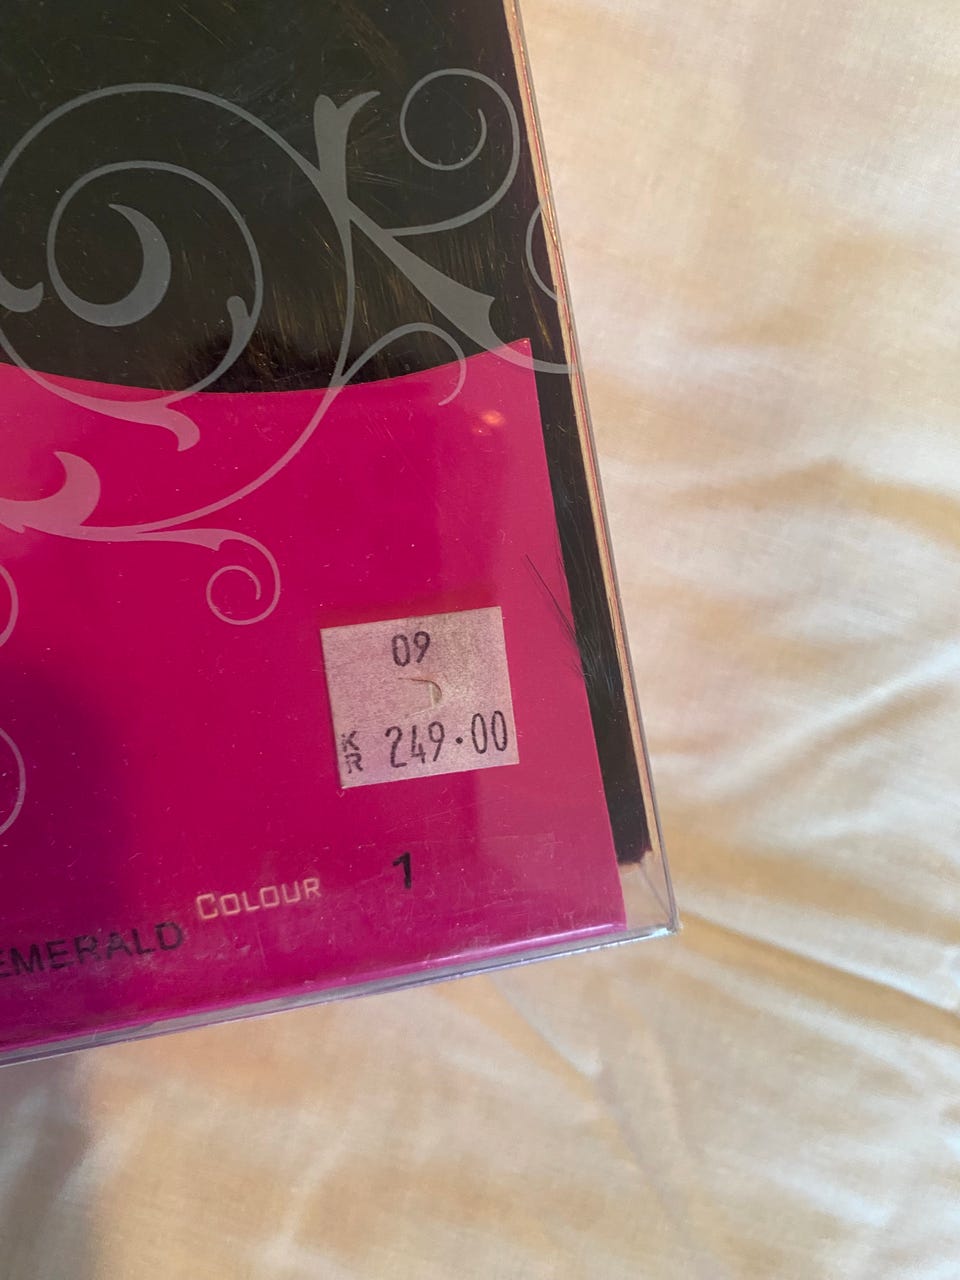 09
KR 249.00
COLOUR 1
EMERALD